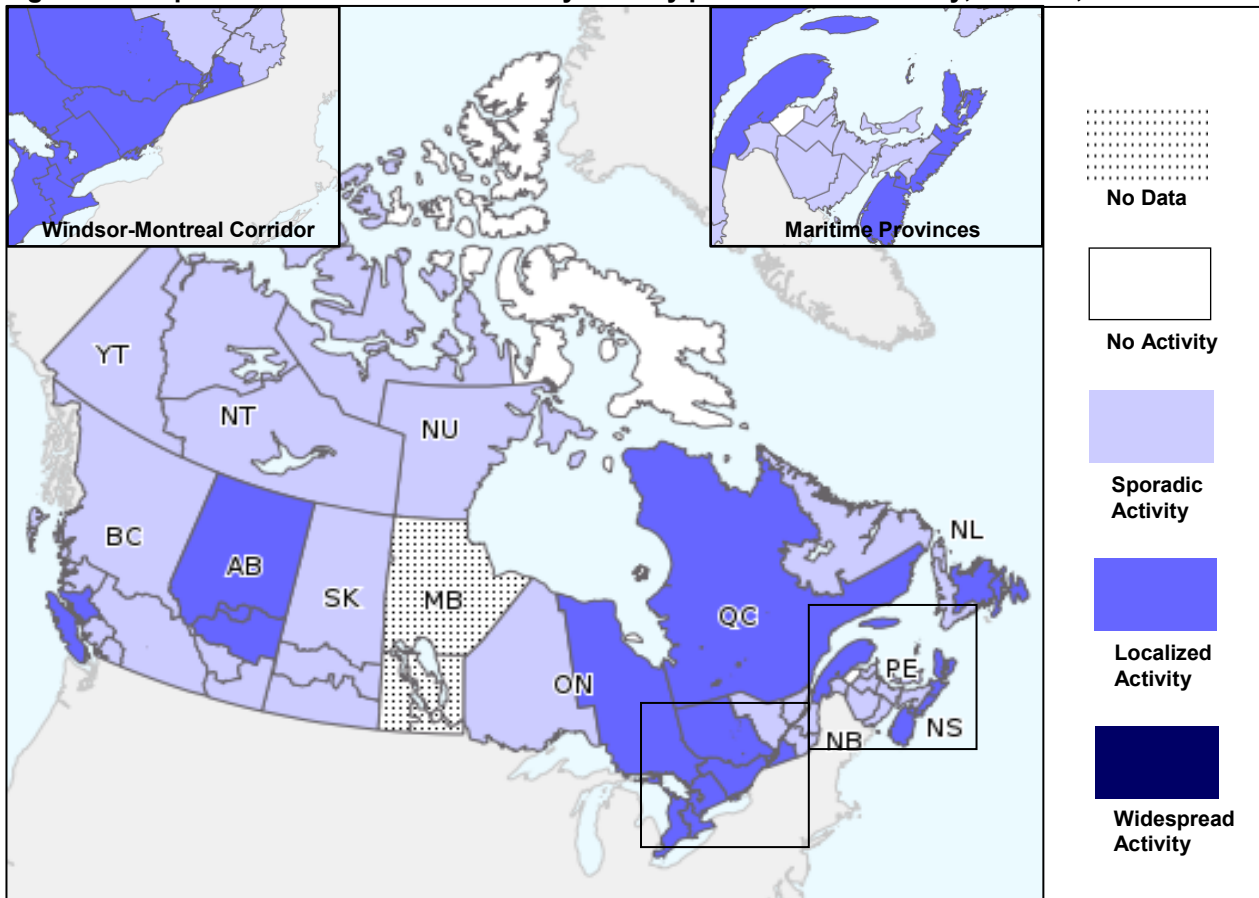 Windsor-Montreal Corridor
Maritime Provinces
No Data
No Activity
Sporadic
Activity
Localized
Activity
Widespread
Activity
YT
NT
NU
BC
AB
SK
MB
ON
QC
NL
PE
NB
NS